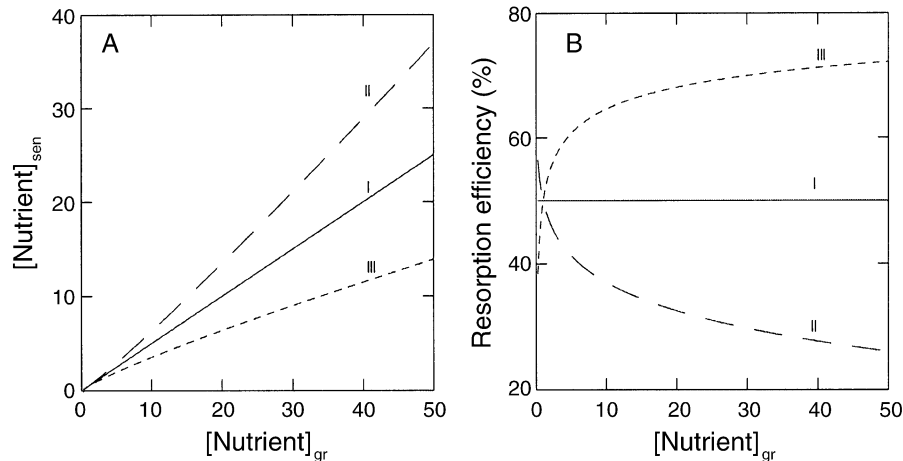 A
[Nutrient]sen
40
30
20
10
0
II
I
III
0 10 20 30 40 50
[Nutrient]gr
B
Resorption efficiency (%)
80
60
40
20
III
I
II
0 10 20 30 40 50
[Nutrient]gr